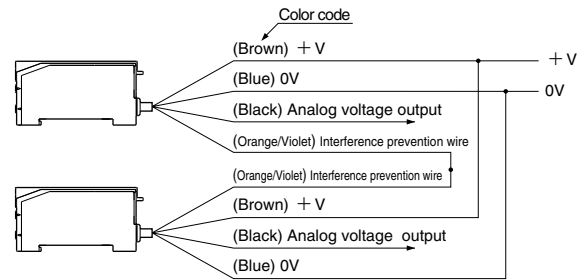 Color code
(Brown) +V
+V
(Blue) 0V
0V
(Black) Analog voltage output
(Orange/Violet) Interference prevention wire
(Orange/Violet) Interference prevention wire
(Brown) +V
(Black) Analog voltage output
(Blue) 0V